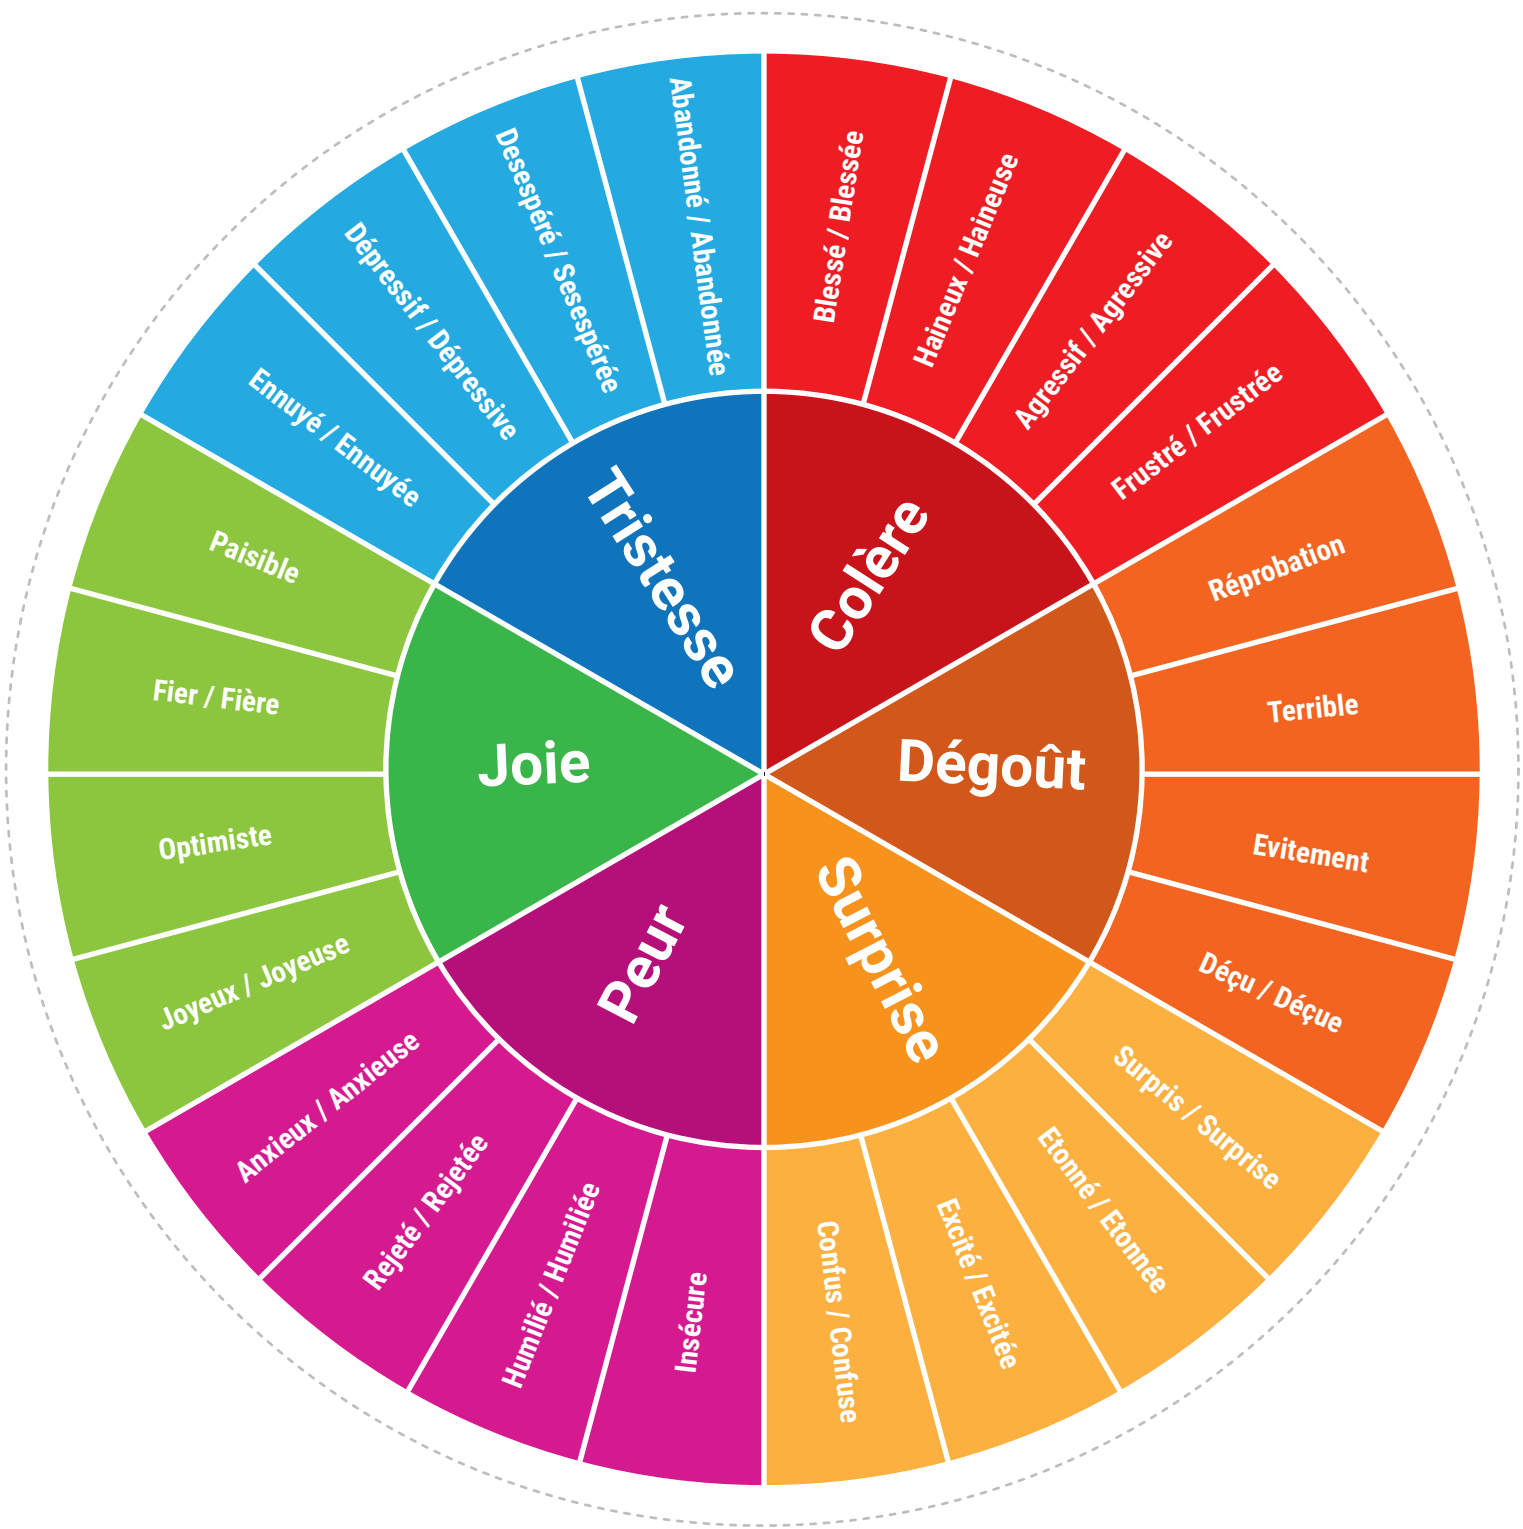 Colère
Blessé / Blessée
Haineux / Haineuse
Agressif / Agressive
Frustré / Frustrée
Dégoût
Réprobation
Terrible
Evitement
Déçu / Déçue
Surprise
Surpris / Surprise
Etonné / Etonnée
Excité / Excitée
Confus / Confuse
Peur
Insécure
Humilié / Humiliée
Rejeté / Rejetée
Anxieux / Anxieuse
Joie
Joyeux / Joyeuse
Optimiste
Fier / Fière
Paisible
Tristesse
Ennuyé / Ennuyée
Dépressif / Dépressive
Desespéré / Sesespérée
Abandonné / Abandonnée